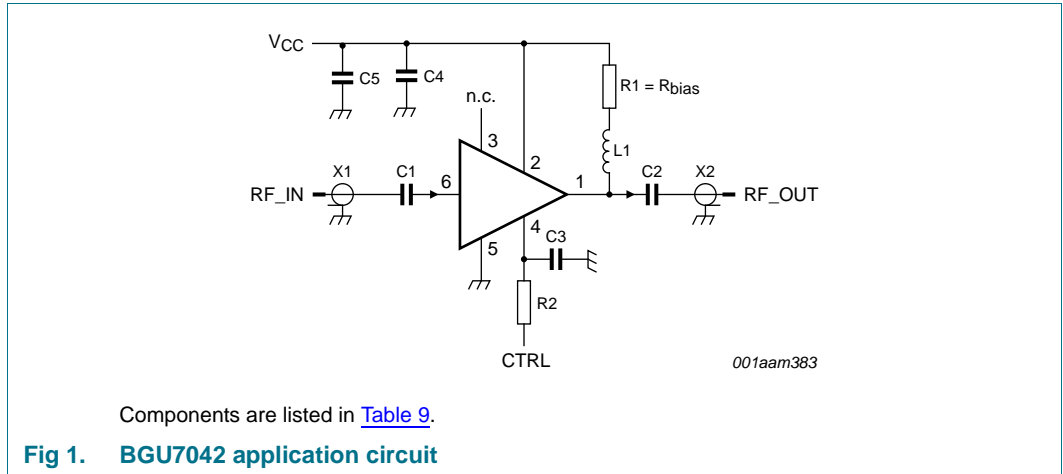 VCC
C5
C4
R1 = Rbias
n.c.
3
L1
2
X1
C1
6
1
C2
X2
RF_IN
RF_OUT
4
C3
5
R2
CTRL
001aam383
Components are listed in Table 9.
Fig 1. BGU7042 application circuit